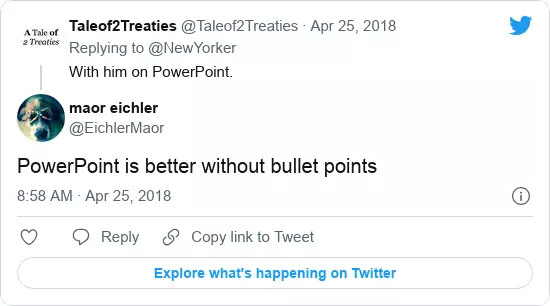 A Tale of
2 Treaties
Taleof2Treaties @Taleof2Treaties · Apr 25, 2018
Replying to @NewYorker
With him on PowerPoint.
maor eichler
@EichlerMaor
PowerPoint is better without bullet points
8:58 AM · Apr 25, 2018
Reply
Copy link to Tweet
Explore what's happening on Twitter